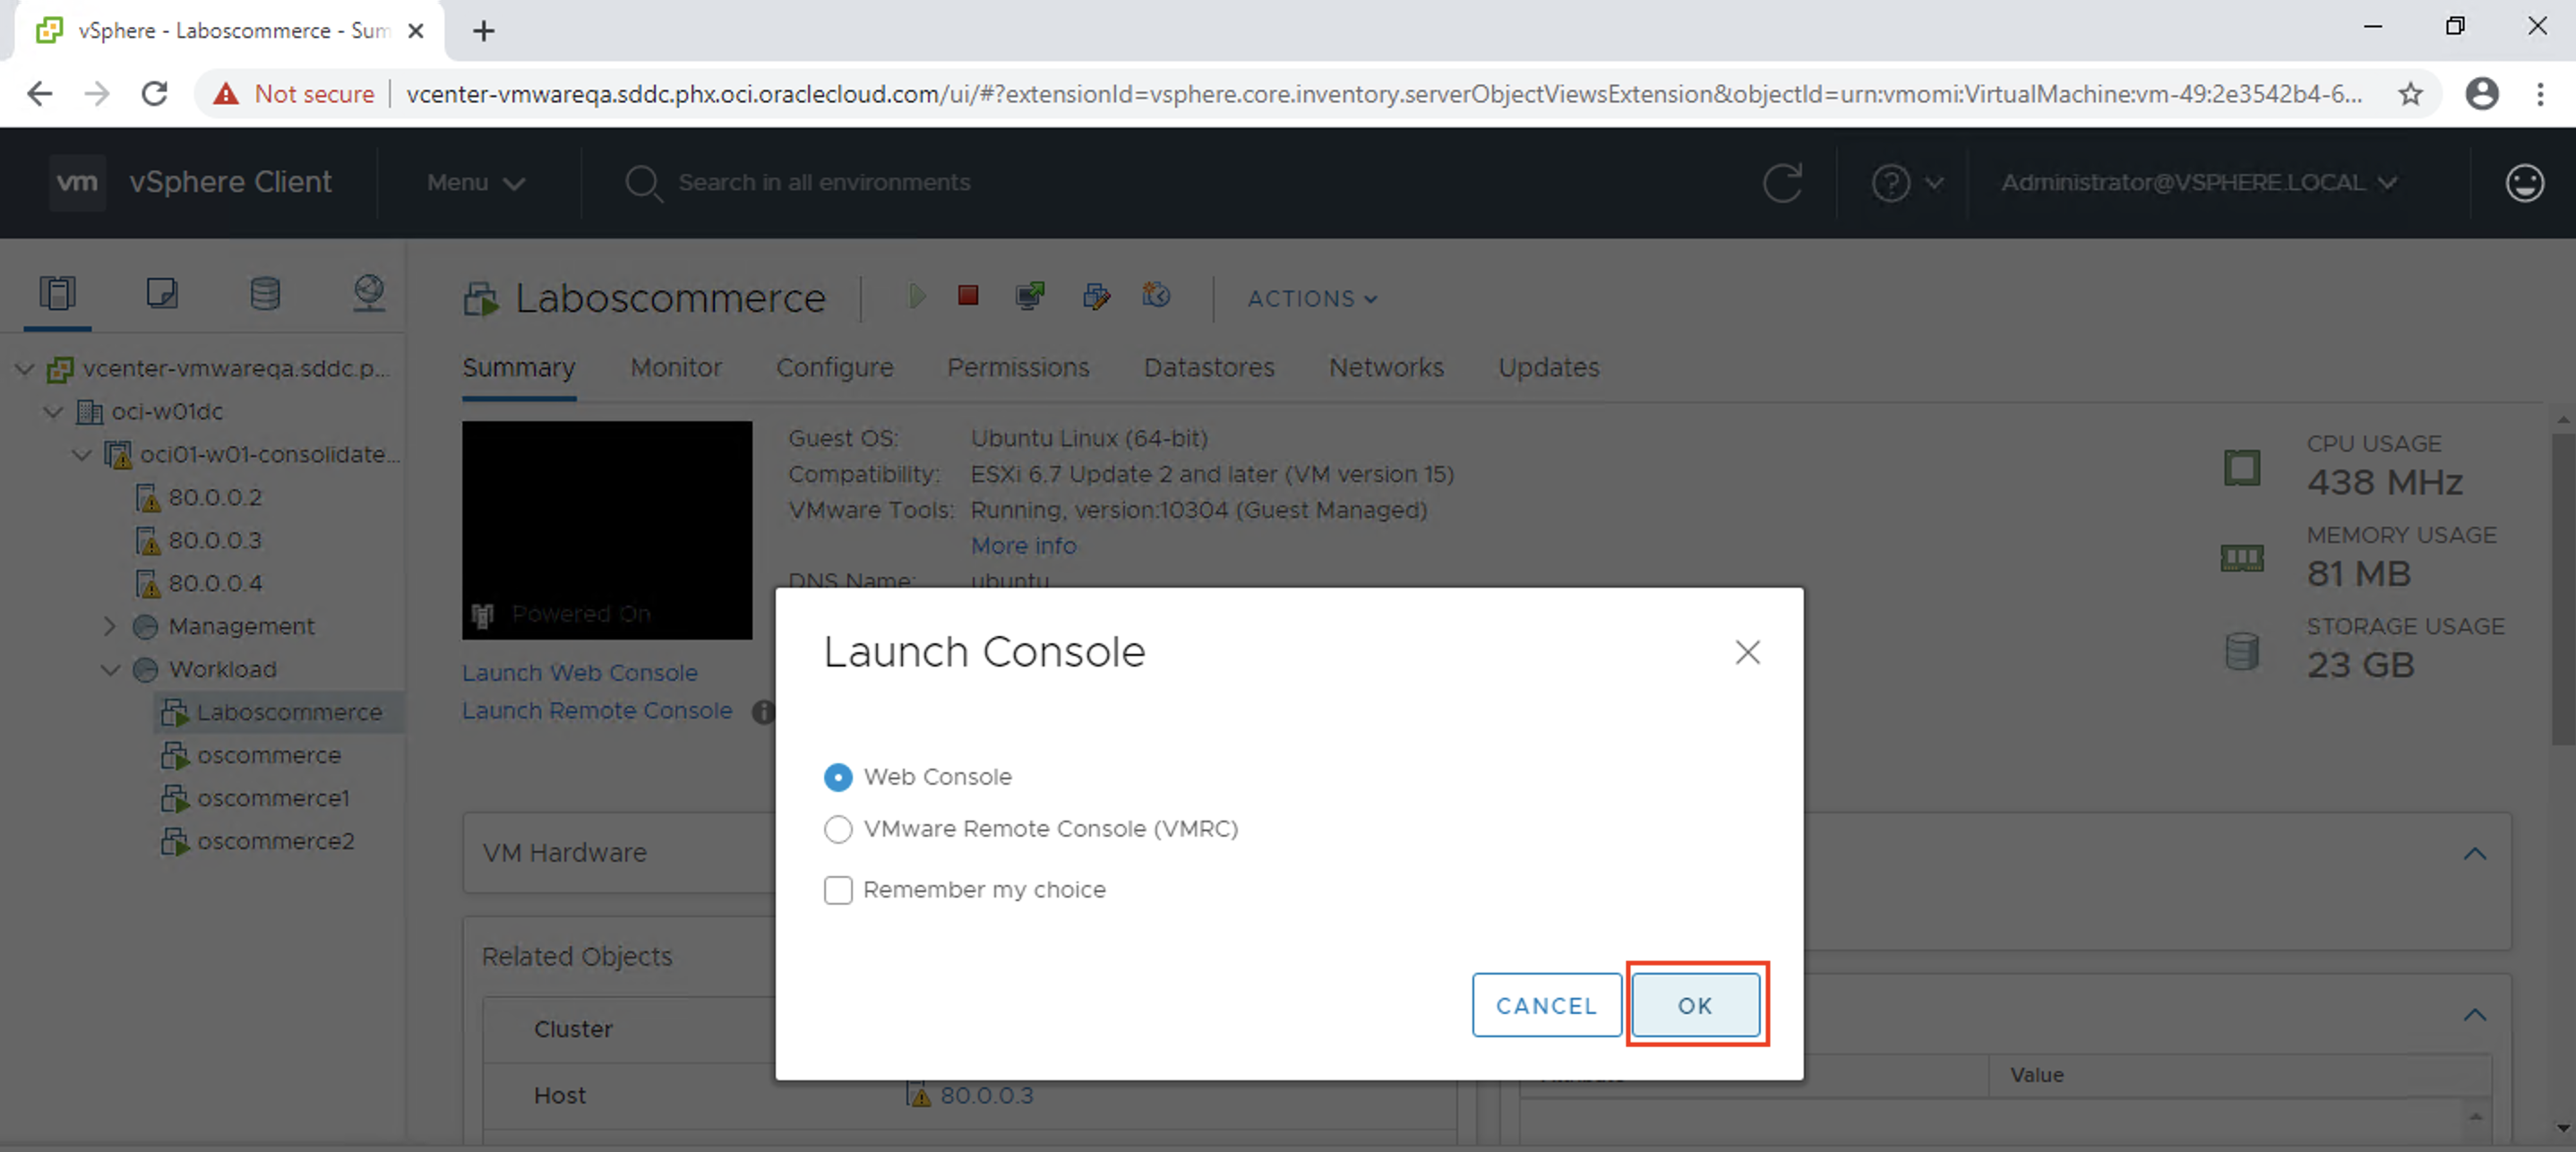 vSphere - Laboscommerce - Sum
Not secure
vcenter-vmwareqa.sddc.phx.oci.oraclecloud.com/ui/#?extensionId=vsphere.core.inventory.serverObjectViewsExtension&objectId=urn:vmomi:VirtualMachine:vm-49:2e3542b4-6...
vm vSphere Client
Menu
Search in all environments
Administrator@VSPHERE.LOCAL
vcenter-vmwareqa.sddc.p...
oci-w01dc
oci01-w01-consolidate...
80.0.0.2
80.0.0.3
80.0.0.4
Management
Workload
Laboscommerce
oscommerce
oscommerce1
oscommerce2
Laboscommerce
ACTIONS
Summary Monitor Configure Permissions Datastores Networks Updates
Powered On
Launch Web Console
Launch Remote Console
Guest OS: Ubuntu Linux (64-bit)
Compatibility: ESXi 6.7 Update 2 and later (VM version 15)
VMware Tools: Running, version:10304 (Guest Managed)
More info
DNS Name: ubuntu
CPU USAGE
438 MHz
MEMORY USAGE
81 MB
STORAGE USAGE
23 GB
Launch Console
Web Console
VMware Remote Console (VMRC)
Remember my choice
CANCEL OK
VM Hardware
Related Objects
Cluster
Host 80.0.0.3
Value